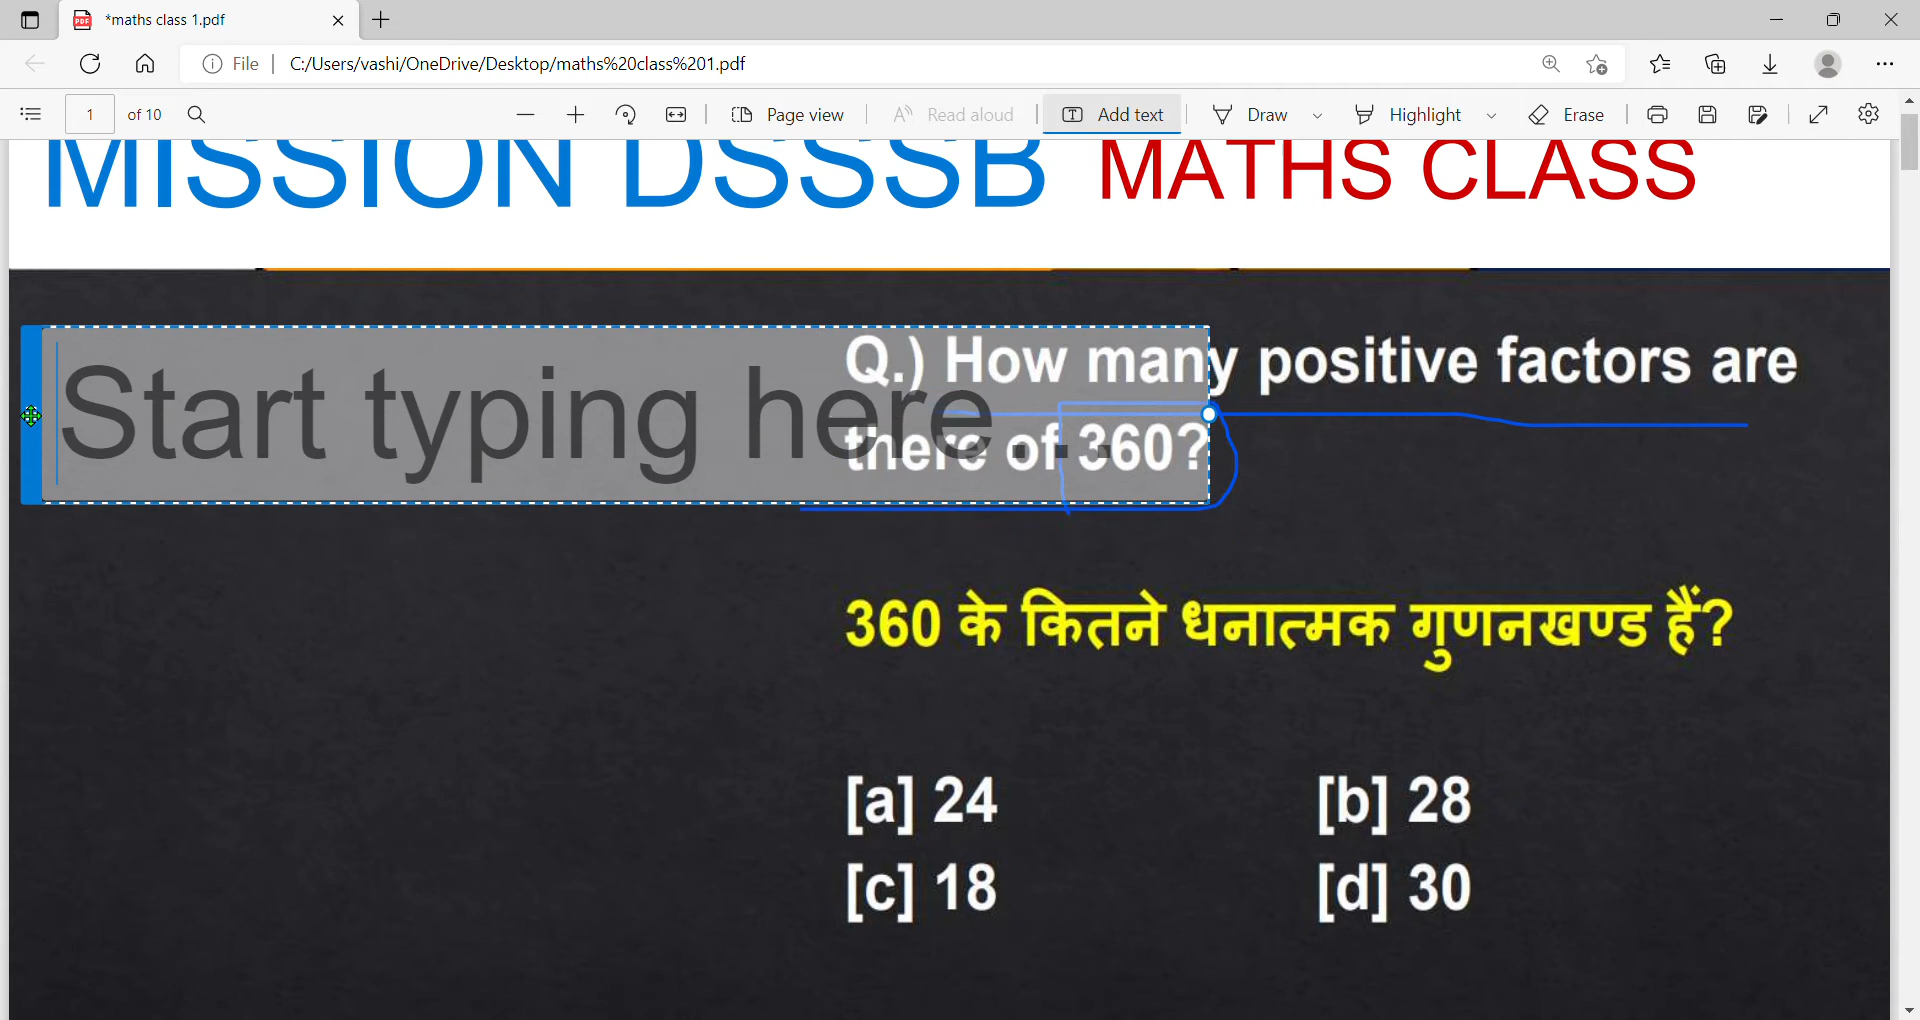 *maths class 1.pdf
File
C:/Users/vashi/OneDrive/Desktop/maths%20class%201.pdf
1 of 10
Page view
Read aloud
Add text
Draw
Highlight
Erase
MISSION DSSSB MATHS CLASS
Start typing here...
Q.) How many positive factors are
there of 360?
360 के कितने धनात्मक गुणनखण्ड हैं?
[a] 24 [b] 28
[c] 18 [d] 30